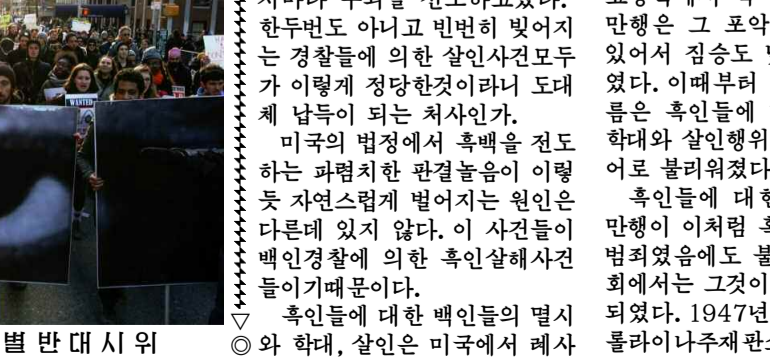 한두번도 아니고 빈번히 빚어지
는 경찰들에 의한 살인사건모두
가 이렇게 정당한것이라니 도대
체 납득이 되는 처사인가.
미국의 법정에서 흑백을 전도
하는 파렴치한 판결놀음이 이렇
듯 자연스럽게 벌어지는 원인은
다른데 있지 않다. 이 사건들이
백인경찰에 의한 흑인살해사건
들이기때문이다.
흑인들에 대한 백인들의 멸시
와 학대, 살인은 미국에서 례사
만행은 그 포악
있어서 짐승도
였다. 이때부터
름은 흑인들에
학대와 살인행위
어로 불리워졌다
흑인들에 대한
만행이 이처럼
범죄였음에도
회에서는 그것이
되였다. 1947년
롤라이나주재판소
별 반 대 시 위
WANTED